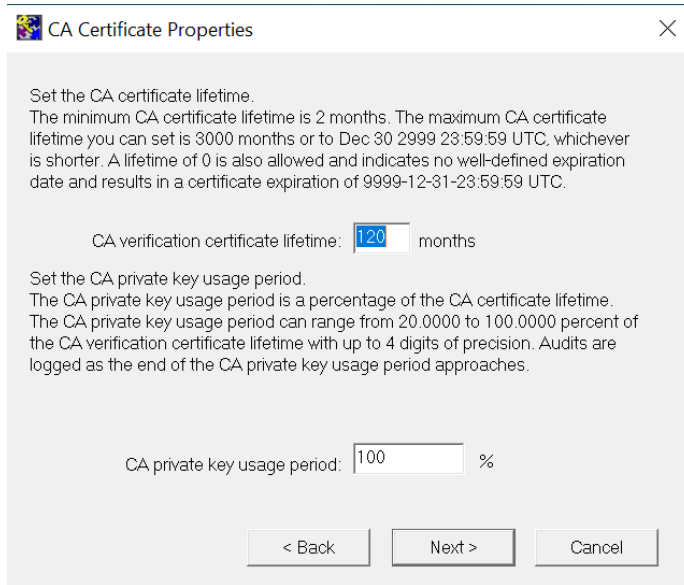 CA Certificate Properties
Set the CA certificate lifetime.
The minimum CA certificate lifetime is 2 months. The maximum CA certificate
lifetime you can set is 3000 months or to Dec 30 2999 23:59:59 UTC, whichever
is shorter. A lifetime of 0 is also allowed and indicates no well-defined expiration
date and results in a certificate expiration of 9999-12-31-23:59:59 UTC.
CA verification certificate lifetime: 120 months
Set the CA private key usage period.
The CA private key usage period is a percentage of the CA certificate lifetime.
The CA private key usage period can range from 20.0000 to 100.0000 percent of
the CA verification certificate lifetime with up to 4 digits of precision. Audits are
logged as the end of the CA private key usage period approaches.
CA private key usage period: 100 %
< Back Next > Cancel